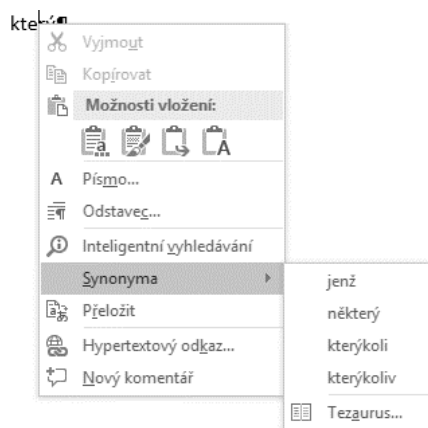 který¶
Vyjmout
Kopírovat
Možnosti vložení:
Písmo...
Odstavec...
Inteligentní vyhledávání
Synonyma
Přeložit
Hypertextový odkaz...
Nový komentář
jenž
některý
kterýkoli
kterýkoliv
Tezaurus...